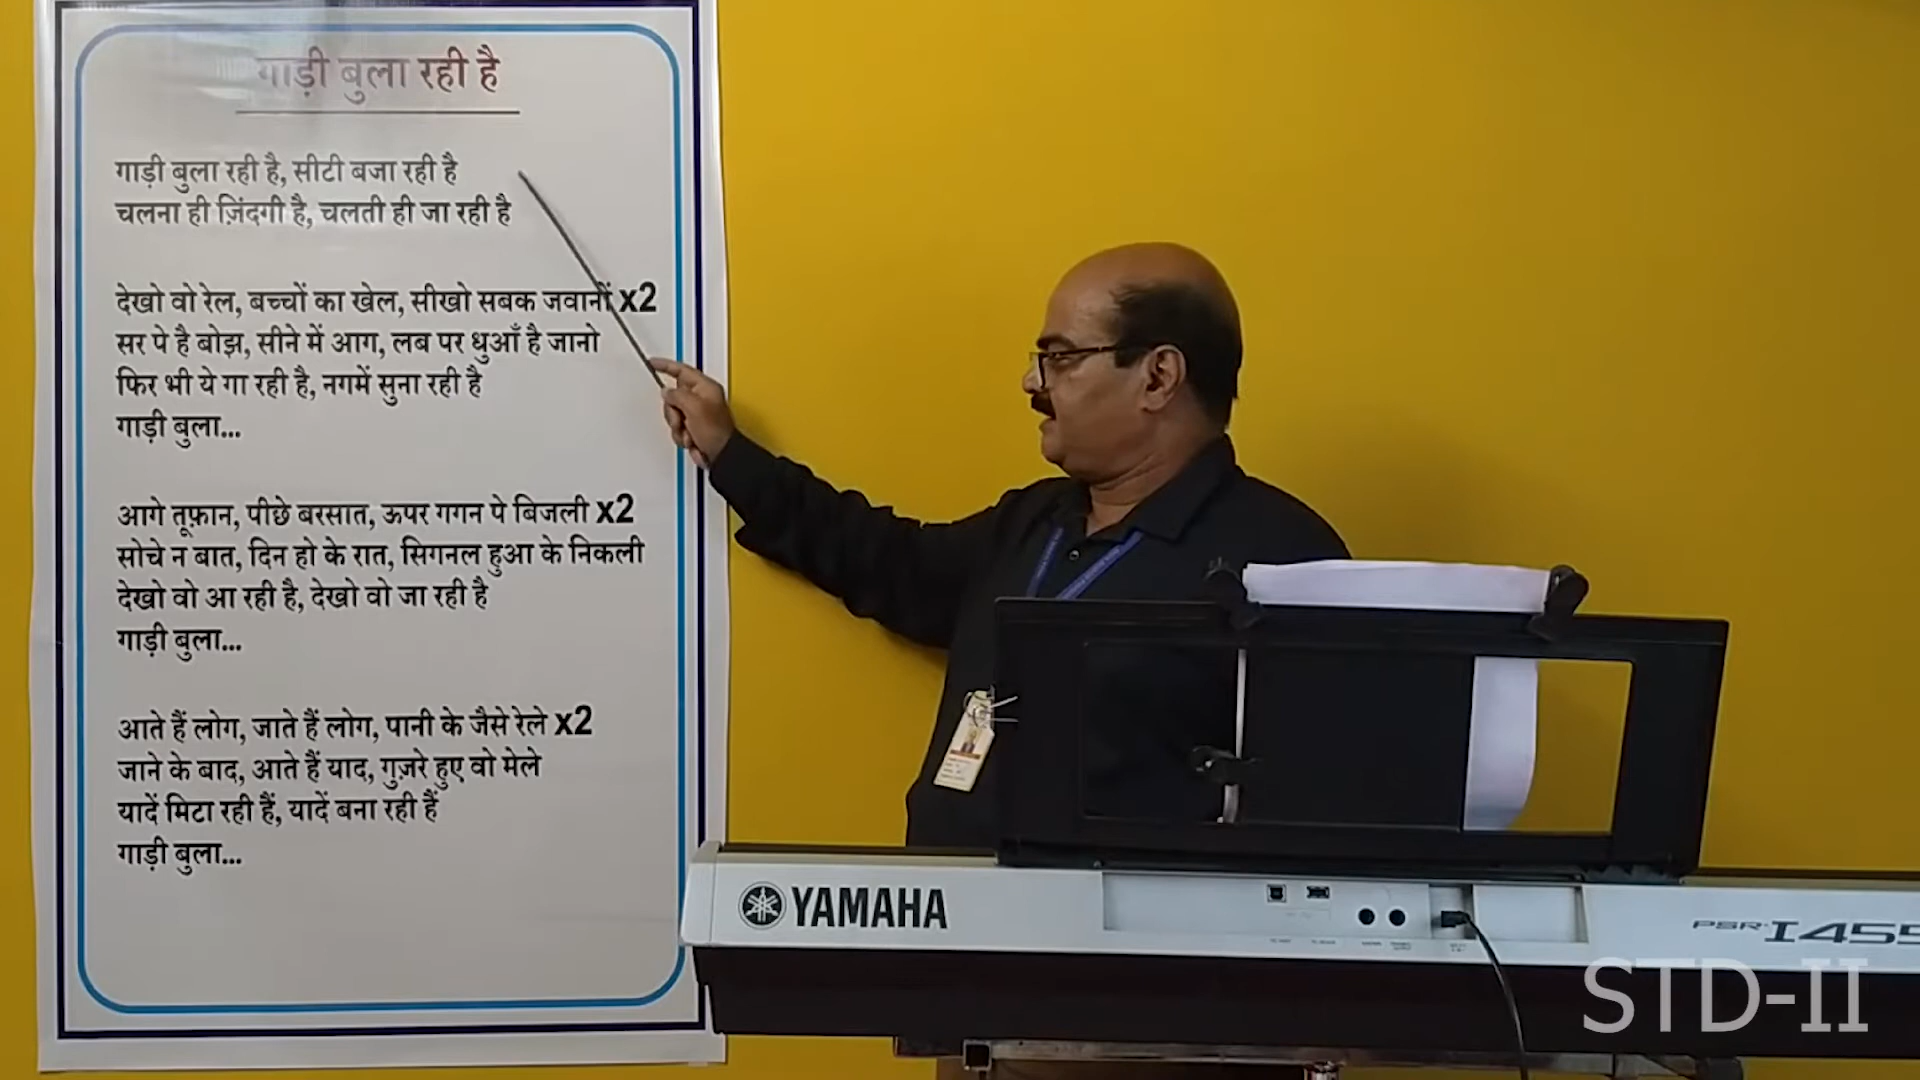 गाड़ी बुला रही है
गाड़ी बुला रही है, सीटी बजा रही है
चलना ही ज़िंदगी है, चलती ही जा रही है
देखो वो रेल, बच्चों का खेल, सीखो सबक जवानों x2
सर पे है बोझ, सीने में आग, लब पर धुआँ है जानो
फिर भी ये गा रही है, नगमें सुना रही है
गाड़ी बुला...
आगे तूफ़ान, पीछे बरसात, ऊपर गगन पे बिजली x2
सोचे न बात, दिन हो के रात, सिगनल हुआ के निकली
देखो वो आ रही है, देखो वो जा रही है
गाड़ी बुला...
आते हैं लोग, जाते हैं लोग, पानी के जैसे रेले x2
जाने के बाद, आते हैं याद, गुज़रे हुए वो मेले
यादें मिटा रही हैं, यादें बना रही हैं
गाड़ी बुला...
YAMAHA
PSR-I455
STD-II